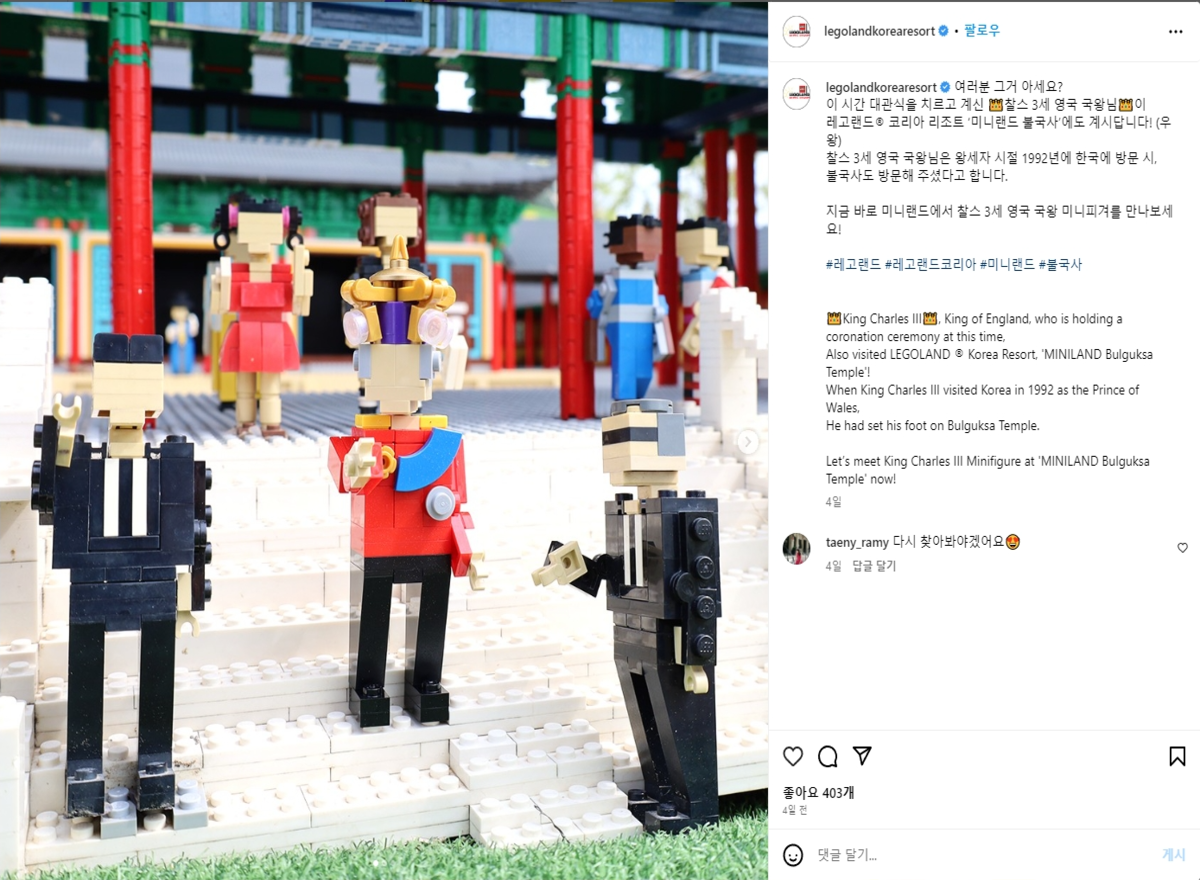 legolandkorearesort • 팔로우
legolandkorearesort 여러분 그거 아세요?
이 시간 대관식을 치르고 계신 👑찰스 3세 영국 국왕님👑이
레고랜드® 코리아 리조트 '미니랜드 불국사'에도 계시답니다! (우
왕)
찰스 3세 영국 국왕님은 왕세자 시절 1992년에 한국에 방문 시,
불국사도 방문해 주셨다고 합니다.
지금 바로 미니랜드에서 찰스 3세 영국 국왕 미니피겨를 만나보세
요!
#레고랜드 #레고랜드코리아 #미니랜드 #불국사
👑King Charles III👑, King of England, who is holding a
coronation ceremony at this time,
Also visited LEGOLAND ® Korea Resort, 'MINILAND Bulguksa
Temple'!
When King Charles III visited Korea in 1992 as the Prince of
Wales,
He had set his foot on Bulguksa Temple.
Let's meet King Charles III Minifigure at 'MINILAND Bulguksa
Temple' now!
4일
taeny_ramy 다시 찾아봐야겠어요🤩
4일 답글 달기
좋아요 403개
4일 전
댓글 달기...
게시